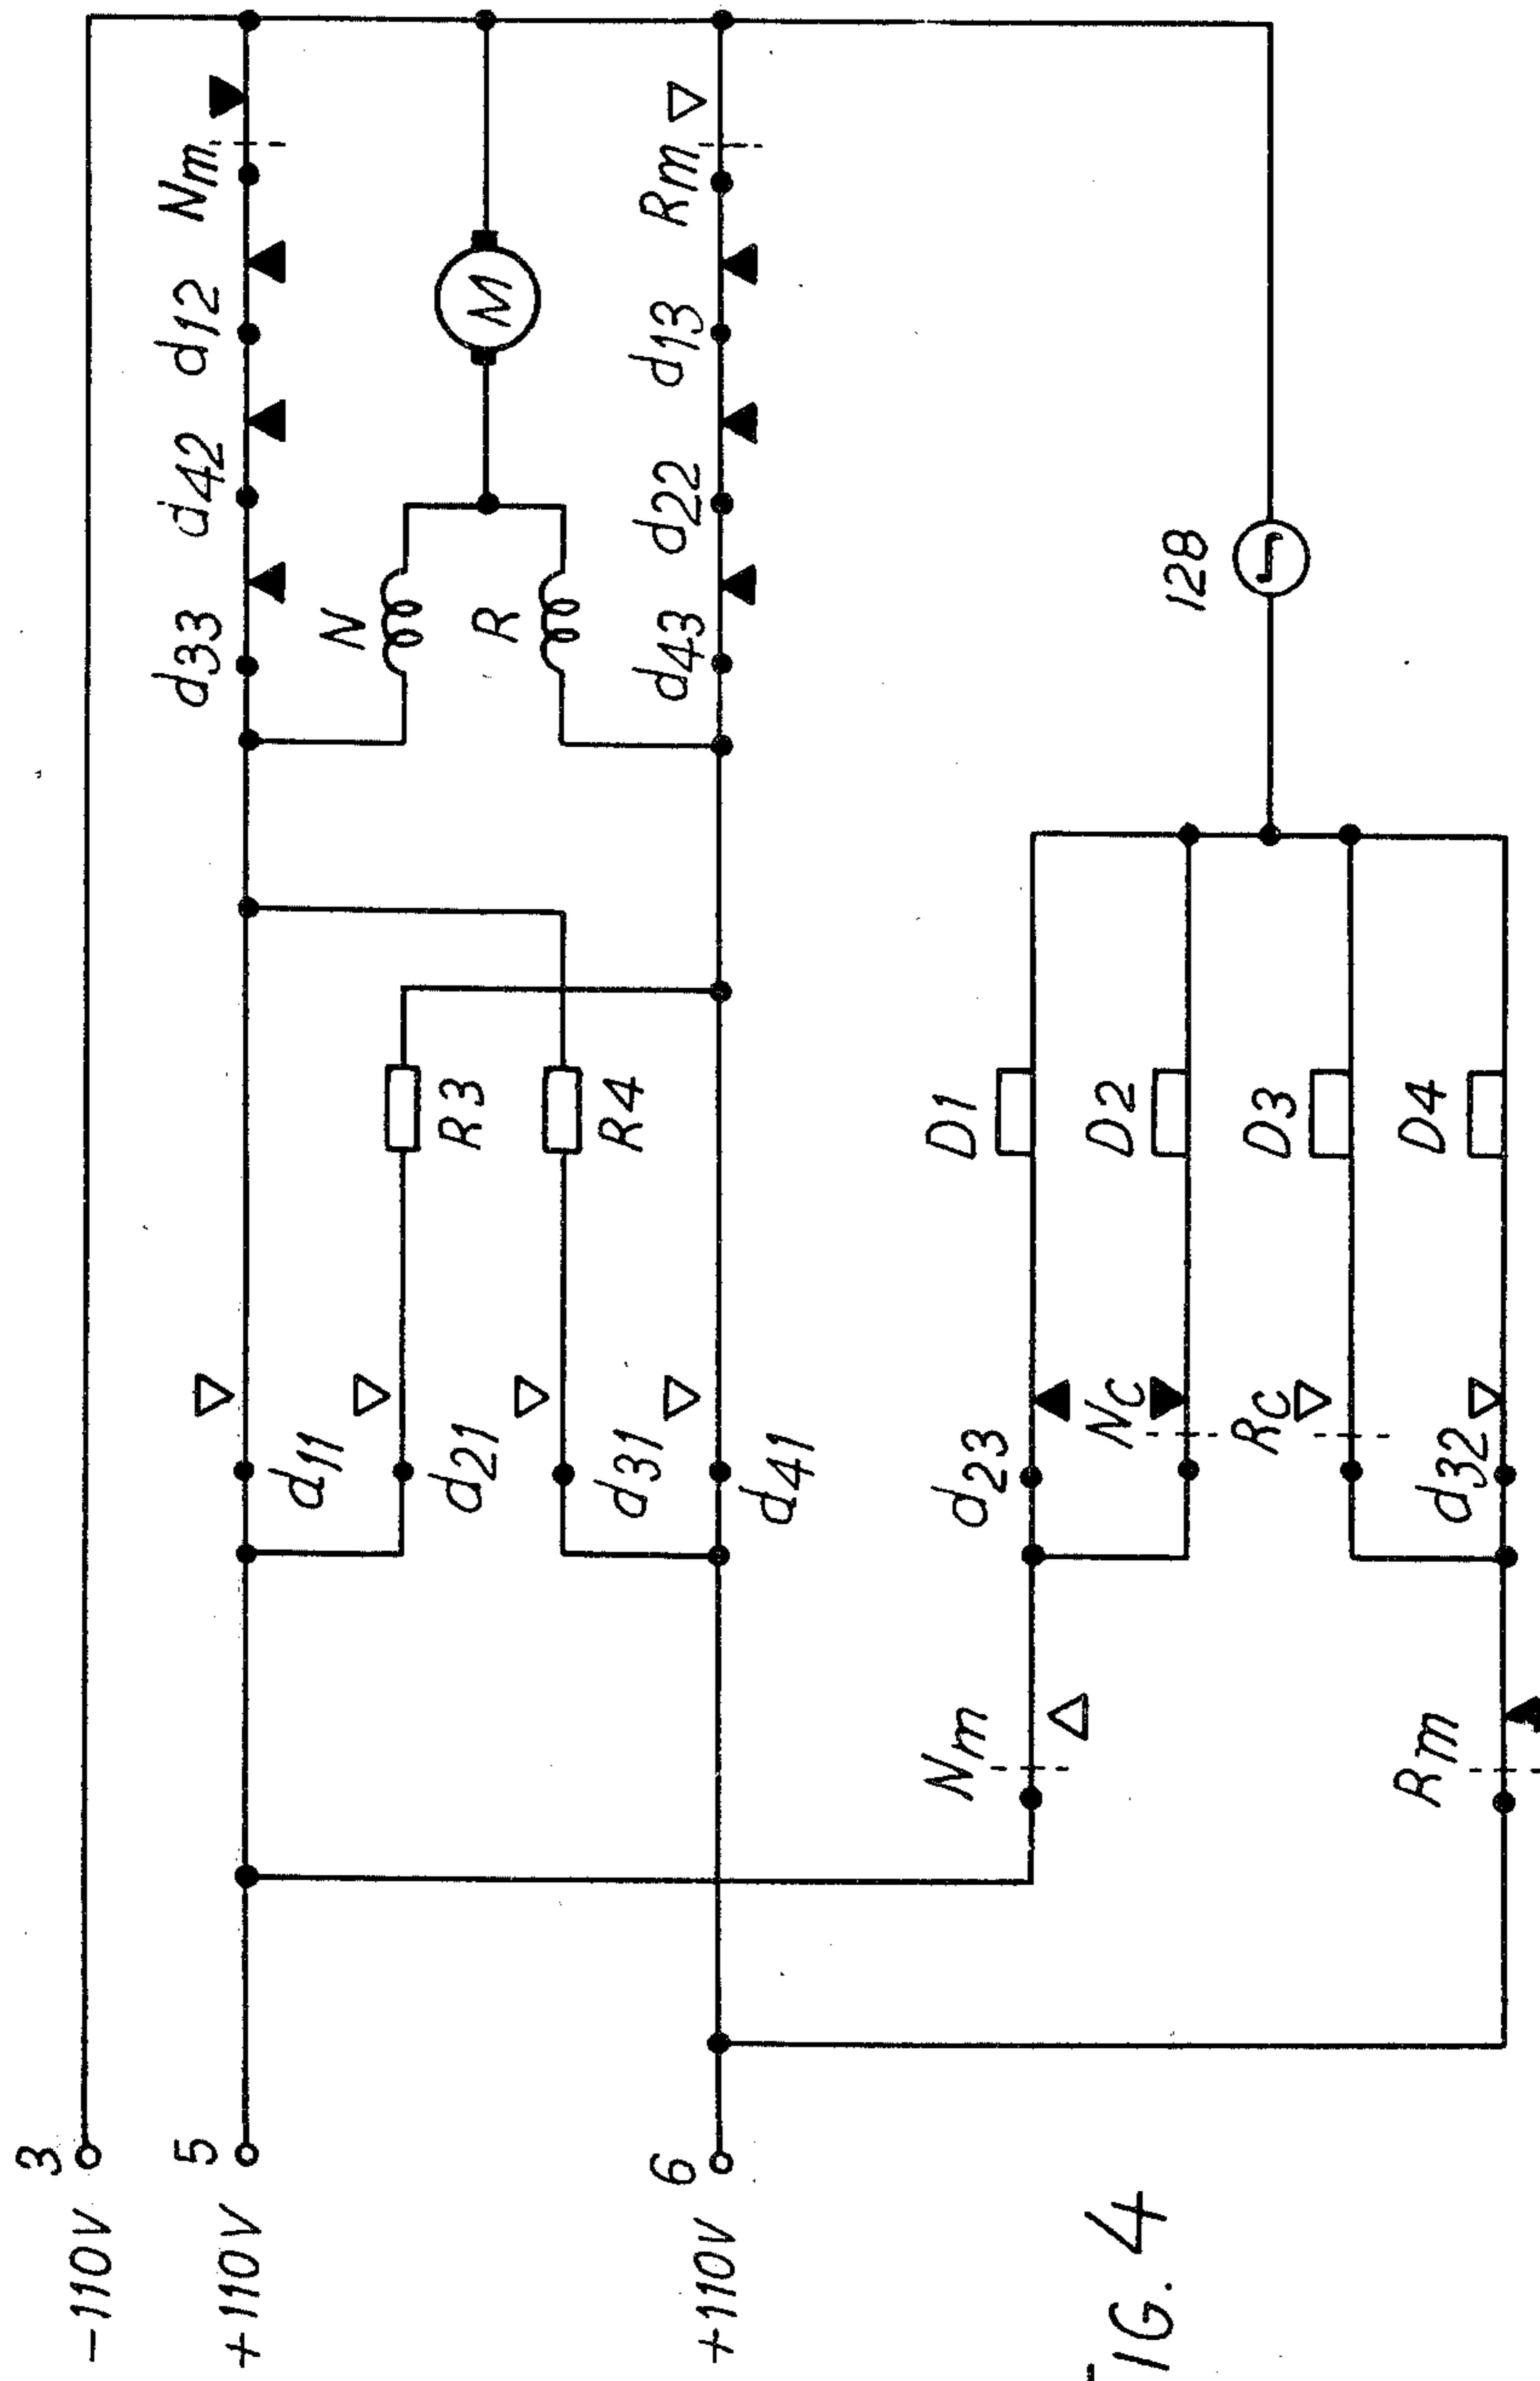 -110V 3
+110V 5
+110V 6
d11
d21
d31
d41
R3
R4
d33 d42 d12 Nm
N
M
R
d43 d22 d13 Rm
Nm
d23
D1
Nc
D2
128
Rc
D3
Rm
d32
D4
FIG. 4